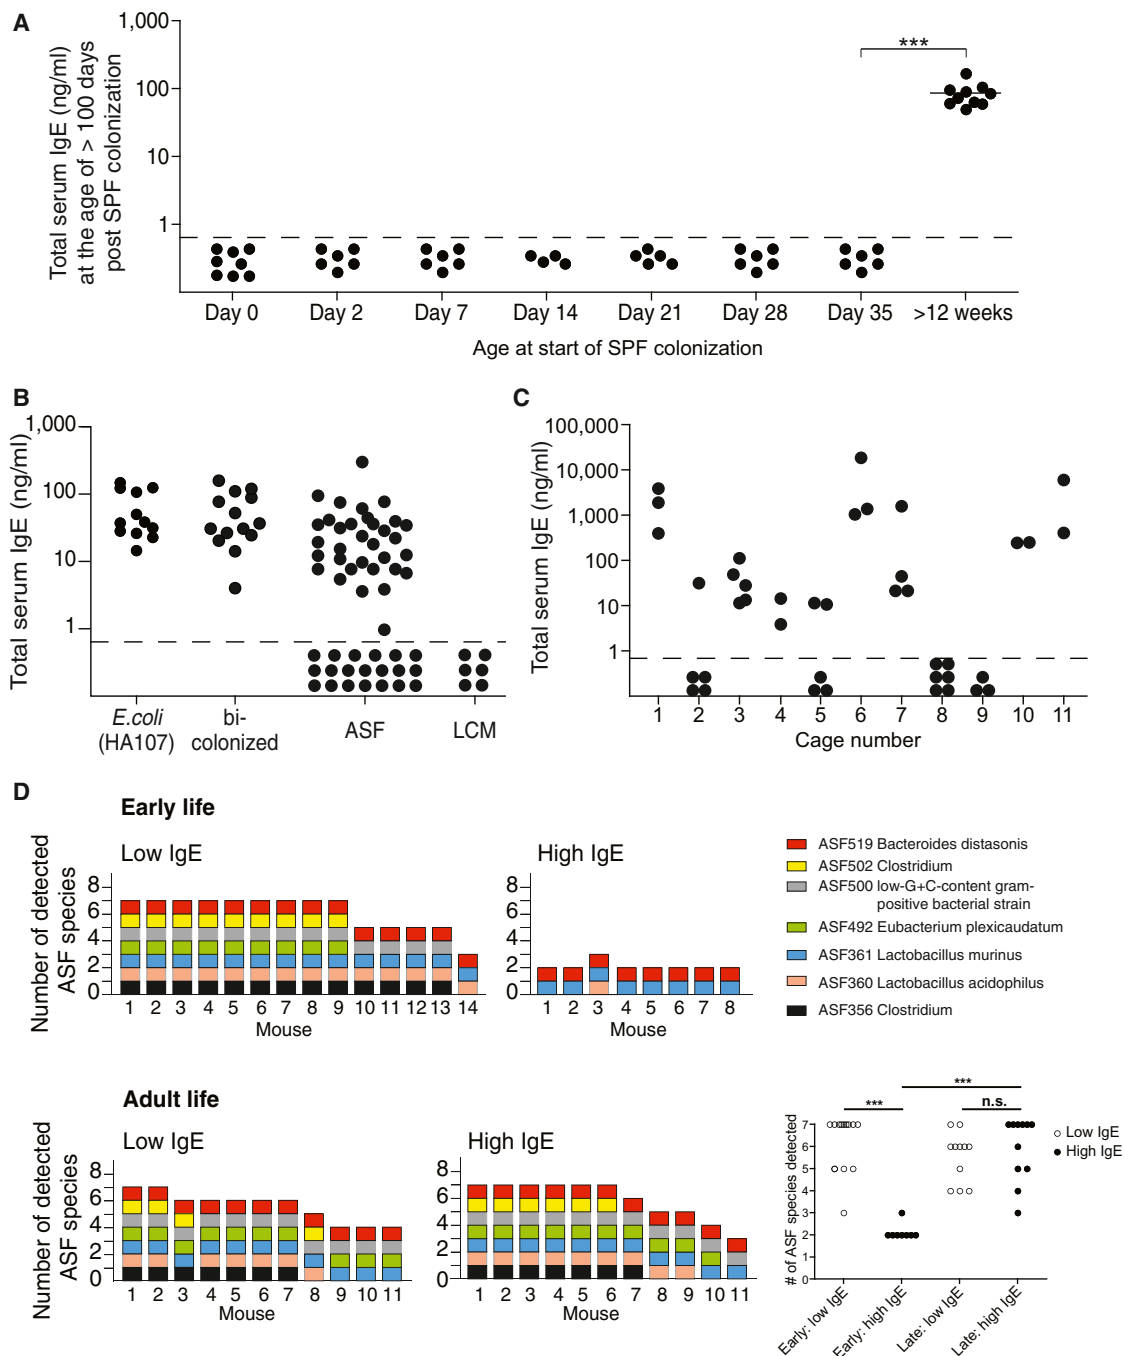 A
Total serum IgE (ng/ml)
at the age of > 100 days
post SPF colonization
1,000
100
10
1
***
Day 0 Day 2 Day 7 Day 14 Day 21 Day 28 Day 35 >12 weeks
Age at start of SPF colonization
B
Total serum IgE (ng/ml)
1,000
100
10
1
E.coli
(HA107)
bi-
colonized
ASF
LCM
C
Total serum IgE (ng/ml)
100,000
10,000
1,000
100
10
1
1 2 3 4 5 6 7 8 9 10 11
Cage number
D
Early life
Low IgE
Number of detected
ASF species
8
6
4
2
0
1 2 3 4 5 6 7 8 9 10 11 12 13 14
Mouse
High IgE
8
6
4
2
0
1 2 3 4 5 6 7 8
Mouse
ASF519 Bacteroides distasonis
ASF502 Clostridium
ASF500 low-G+C-content gram-
positive bacterial strain
ASF492 Eubacterium plexicaudatum
ASF361 Lactobacillus murinus
ASF360 Lactobacillus acidophilus
ASF356 Clostridium
Adult life
Low IgE
Number of detected
ASF species
8
6
4
2
0
1 2 3 4 5 6 7 8 9 10 11
Mouse
High IgE
8
6
4
2
0
1 2 3 4 5 6 7 8 9 10 11
Mouse
# of ASF species detected
7
6
5
4
3
2
1
0
***
***
n.s.
Low IgE
High IgE
Early: low IgE
Early: high IgE
Late: low IgE
Late: high IgE